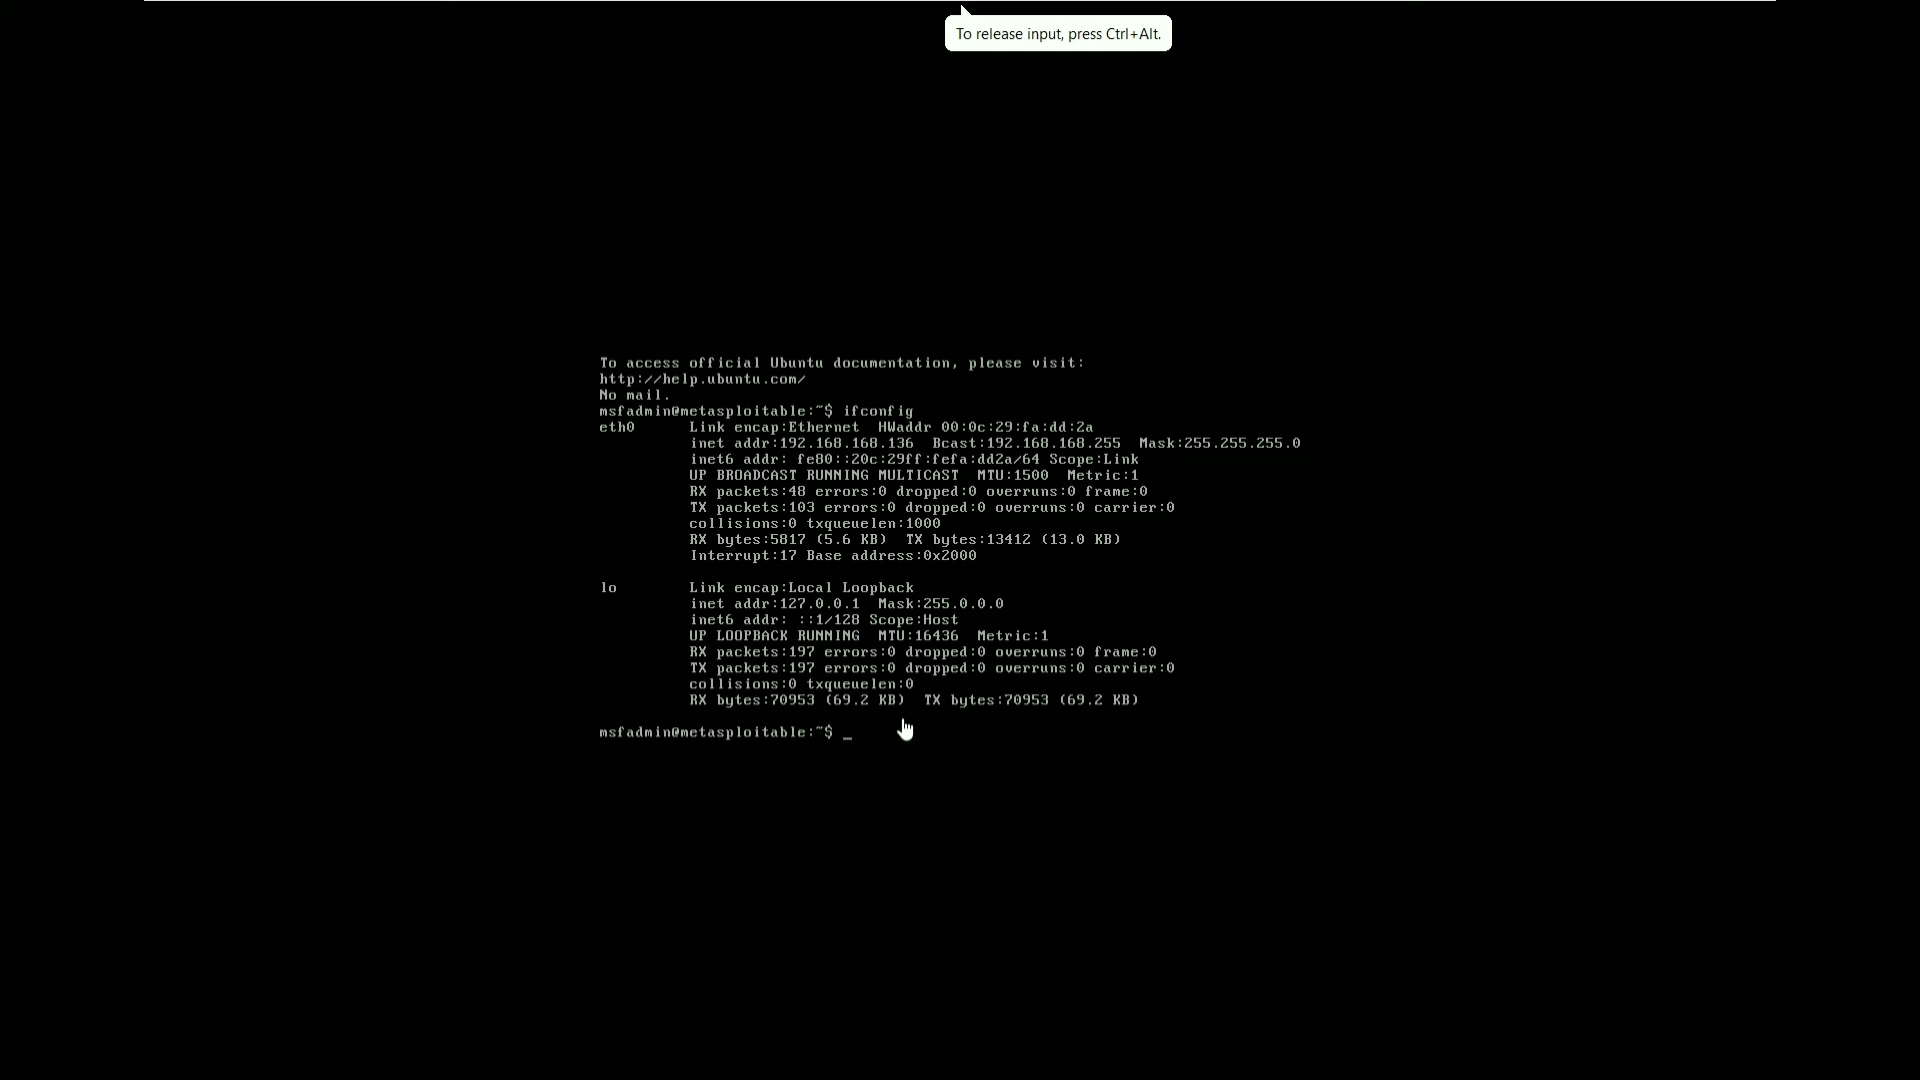 To release input, press Ctrl+Alt.
To access official Ubuntu documentation, please visit:
http://help.ubuntu.com/
No mail.
msfadmin@metasploitable:~$ ifconfig
eth0      Link encap:Ethernet  HWaddr 00:0c:29:fa:dd:2a
          inet addr:192.168.168.136  Bcast:192.168.168.255  Mask:255.255.255.0
          inet6 addr: fe80::20c:29ff:fefa:dd2a/64 Scope:Link
          UP BROADCAST RUNNING MULTICAST  MTU:1500  Metric:1
          RX packets:48 errors:0 dropped:0 overruns:0 frame:0
          TX packets:103 errors:0 dropped:0 overruns:0 carrier:0
          collisions:0 txqueuelen:1000
          RX bytes:5817 (5.6 KB)  TX bytes:13412 (13.0 KB)
          Interrupt:17 Base address:0x2000
lo        Link encap:Local Loopback
          inet addr:127.0.0.1  Mask:255.0.0.0
          inet6 addr: ::1/128 Scope:Host
          UP LOOPBACK RUNNING  MTU:16436  Metric:1
          RX packets:197 errors:0 dropped:0 overruns:0 frame:0
          TX packets:197 errors:0 dropped:0 overruns:0 carrier:0
          collisions:0 txqueuelen:0
          RX bytes:70953 (69.2 KB)  TX bytes:70953 (69.2 KB)
msfadmin@metasploitable:~$ _